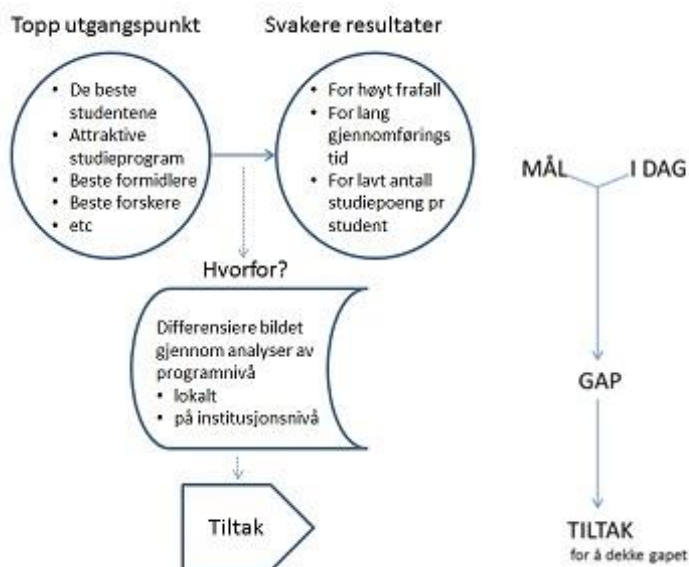 Topp utgangspunkt
Svakere resultater
• De beste
studentene
• Attraktive
studieprogram
• Beste formidlere
• Beste forskere
• etc
• For høyt frafall
• For lang
gjennomførings
tid
• For lavt antall
studiepoeng pr
student
Hvorfor?
Differensiere bildet
gjennom analyser av
programnivå
• lokalt
• på institusjonsnivå
Tiltak
MÅL
I DAG
GAP
TILTAK
for å dekke gapet